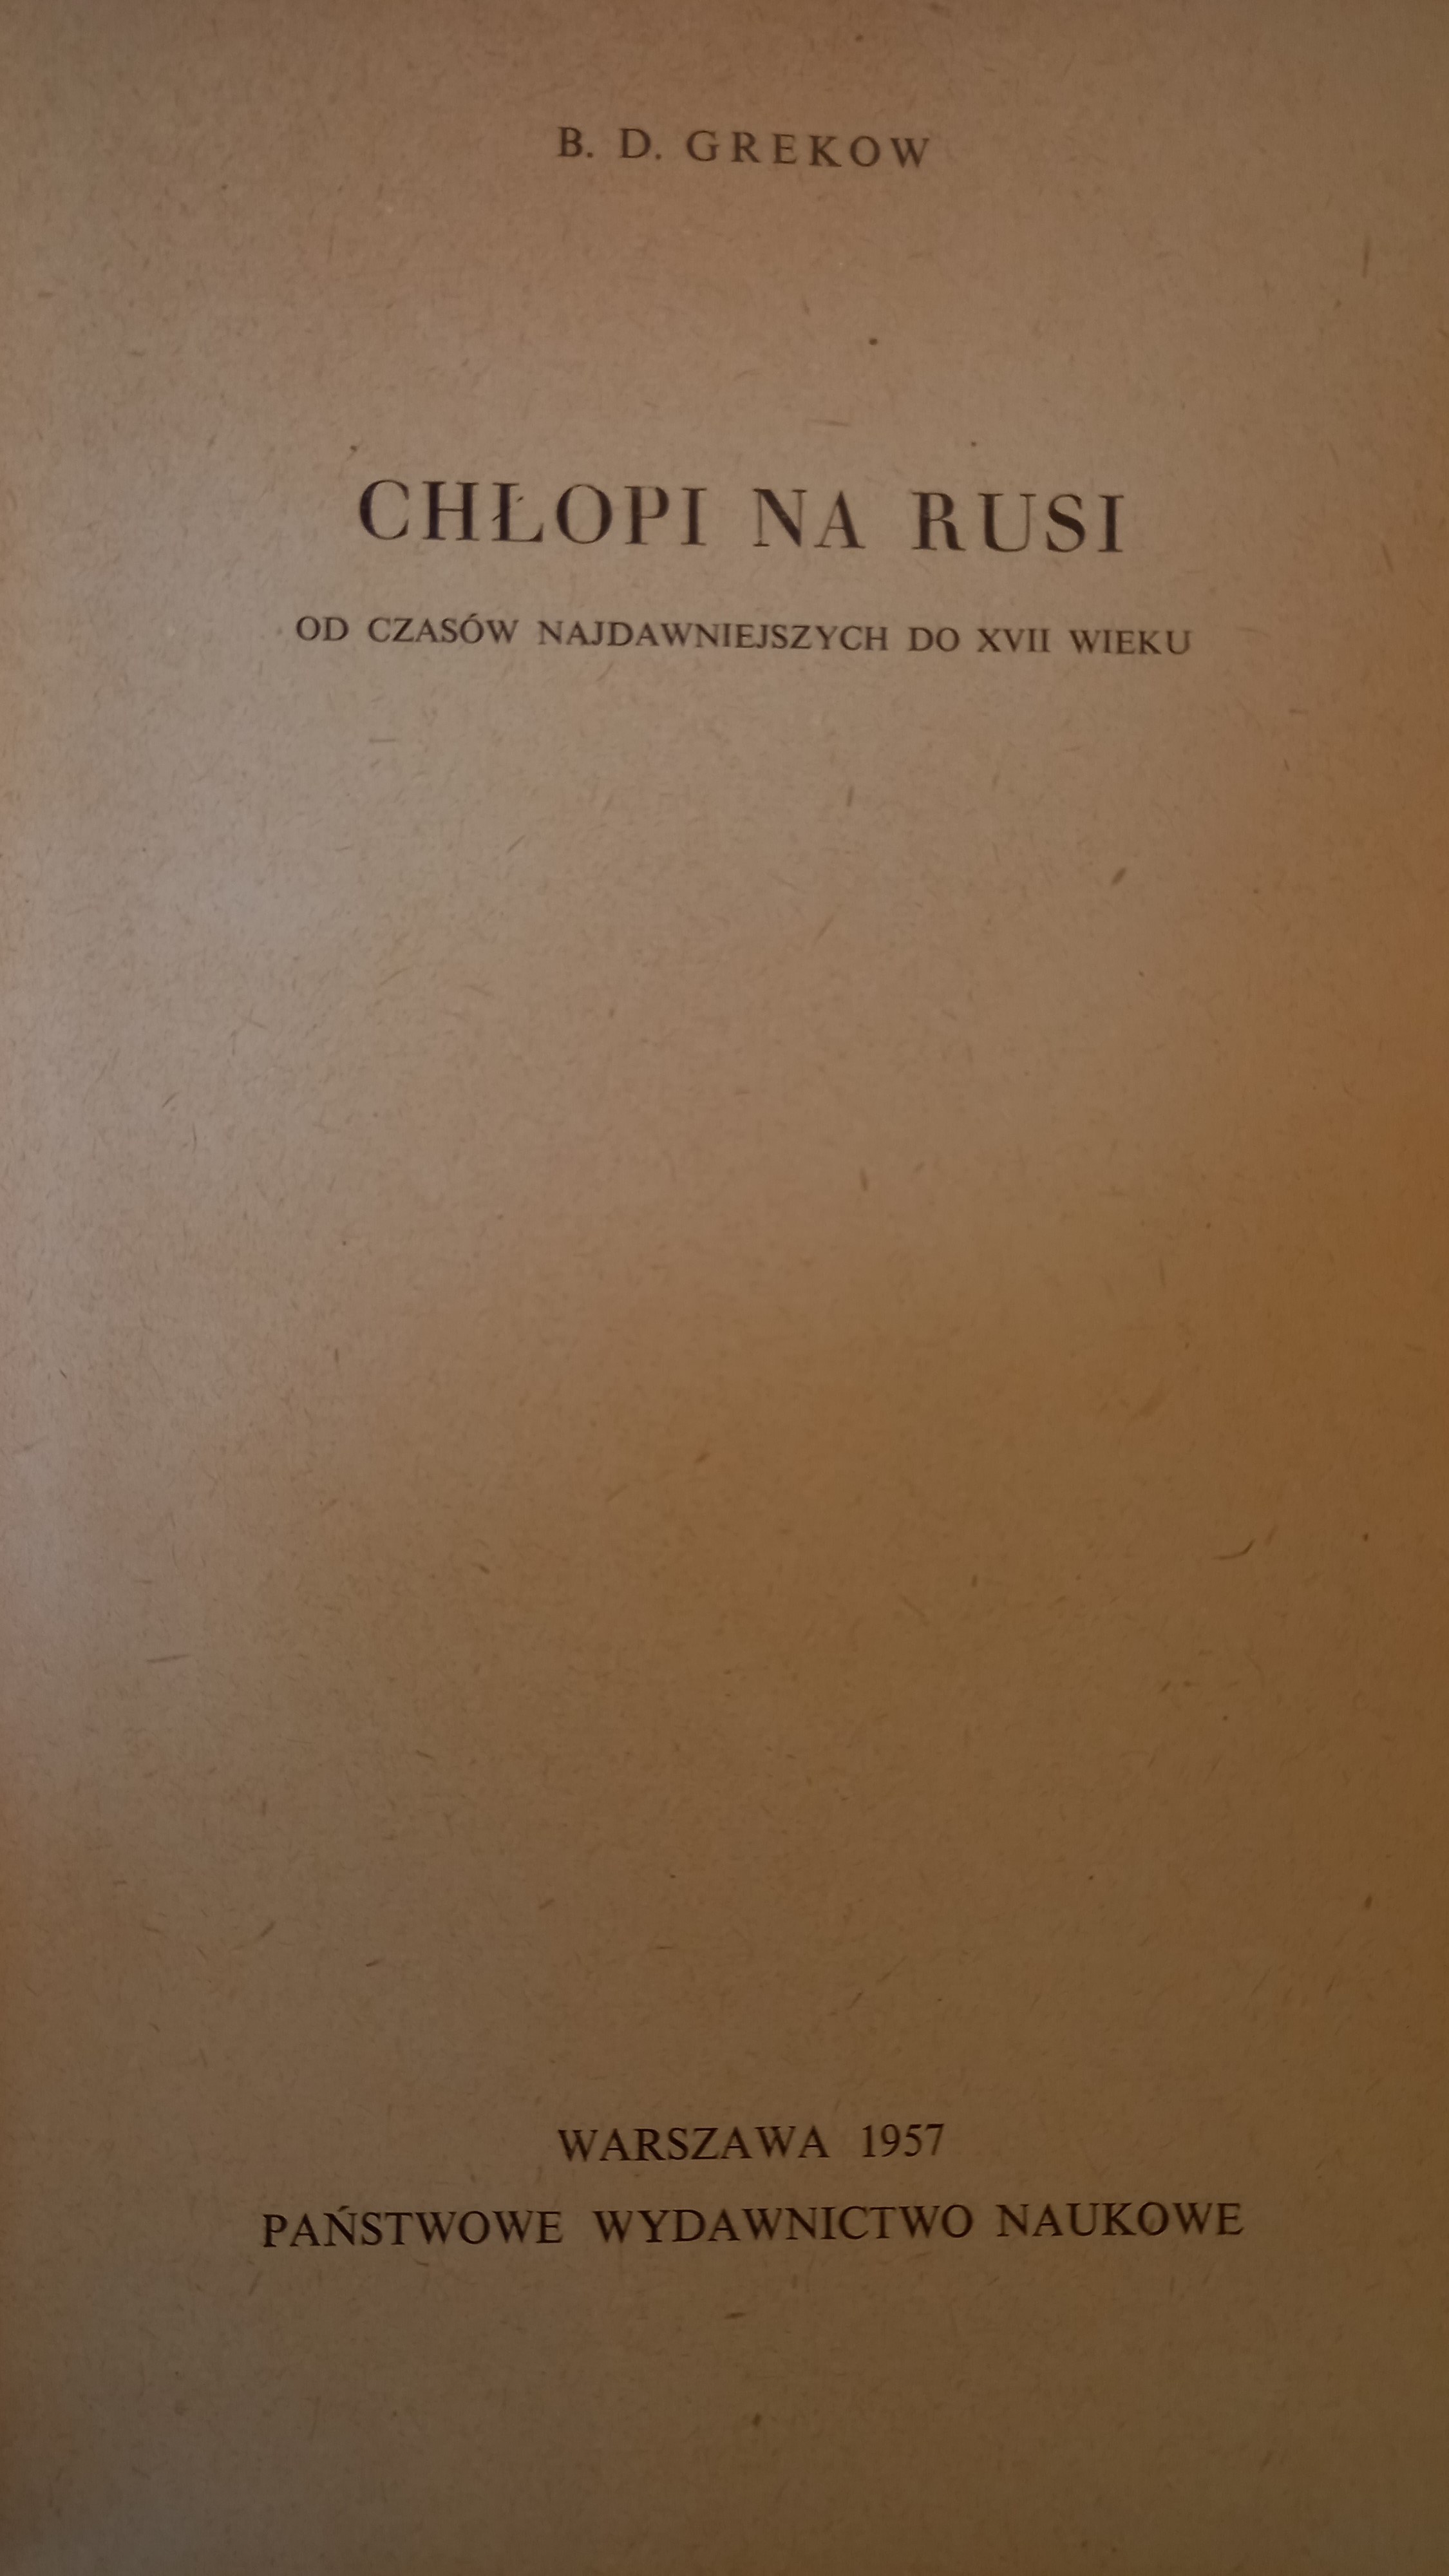 B. D. GREKOW
CHŁOPI NA RUSI
OD CZASÓW NAJDAWNIEJSZYCH DO XVII WIEKU
WARSZAWA 1957
PAŃSTWOWE WYDAWNICTWO NAUKOWE